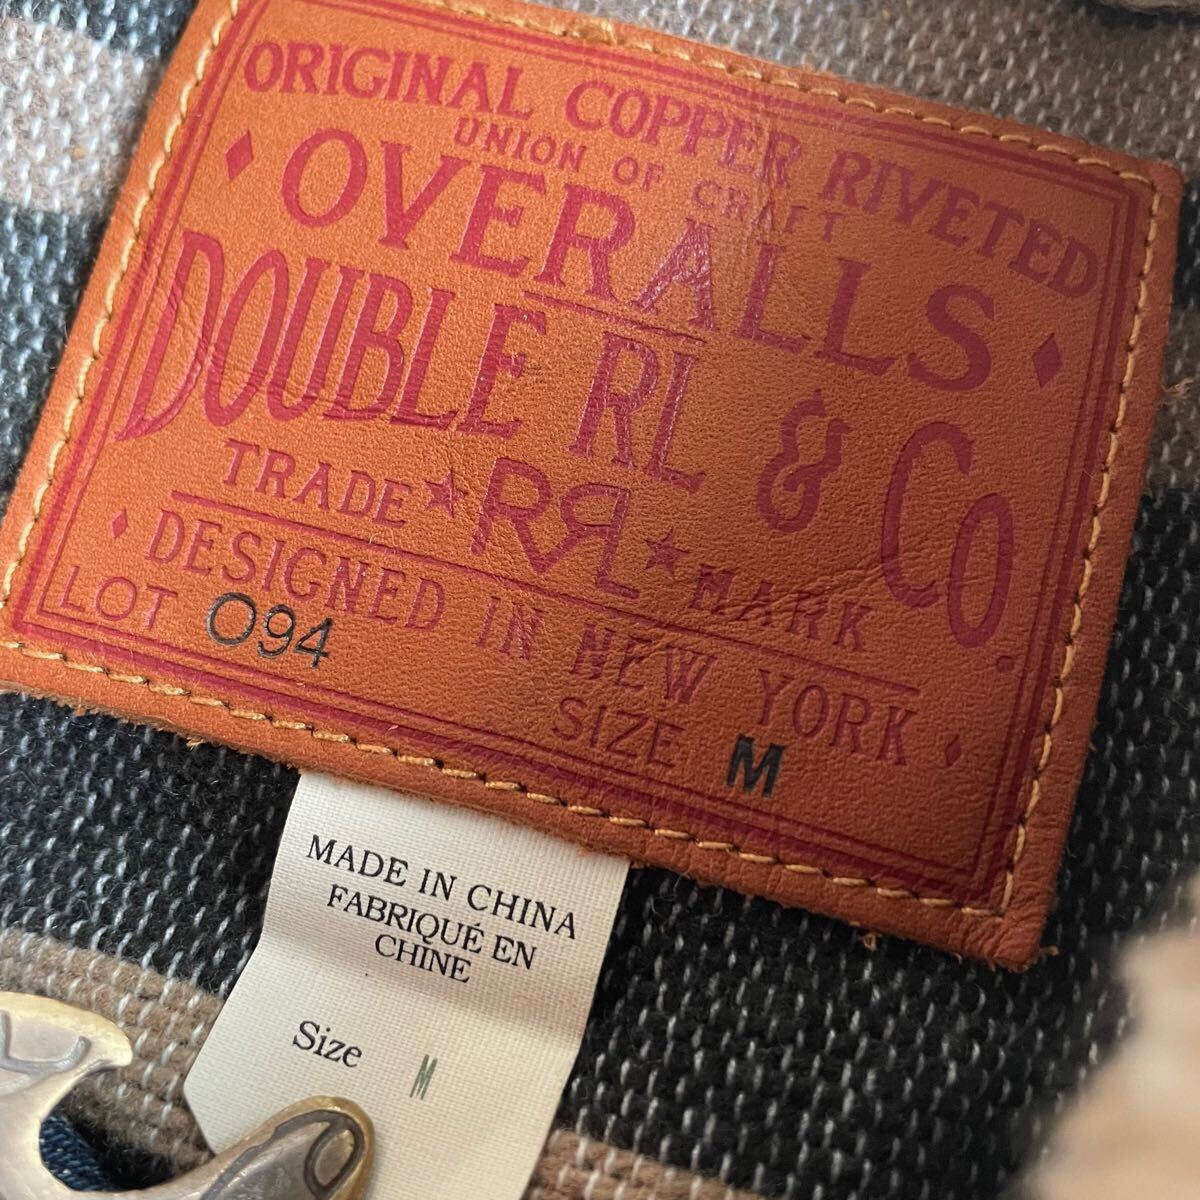 ORIGINAL COPPER RIVETED
UNION OF CRAFT
OVERALLS
DOUBLE RL & Co.
TRADE RRL MARK
DESIGNED IN NEW YORK
LOT 094
SIZE M
MADE IN CHINA
FABRIQUÉ EN
CHINE
Size M